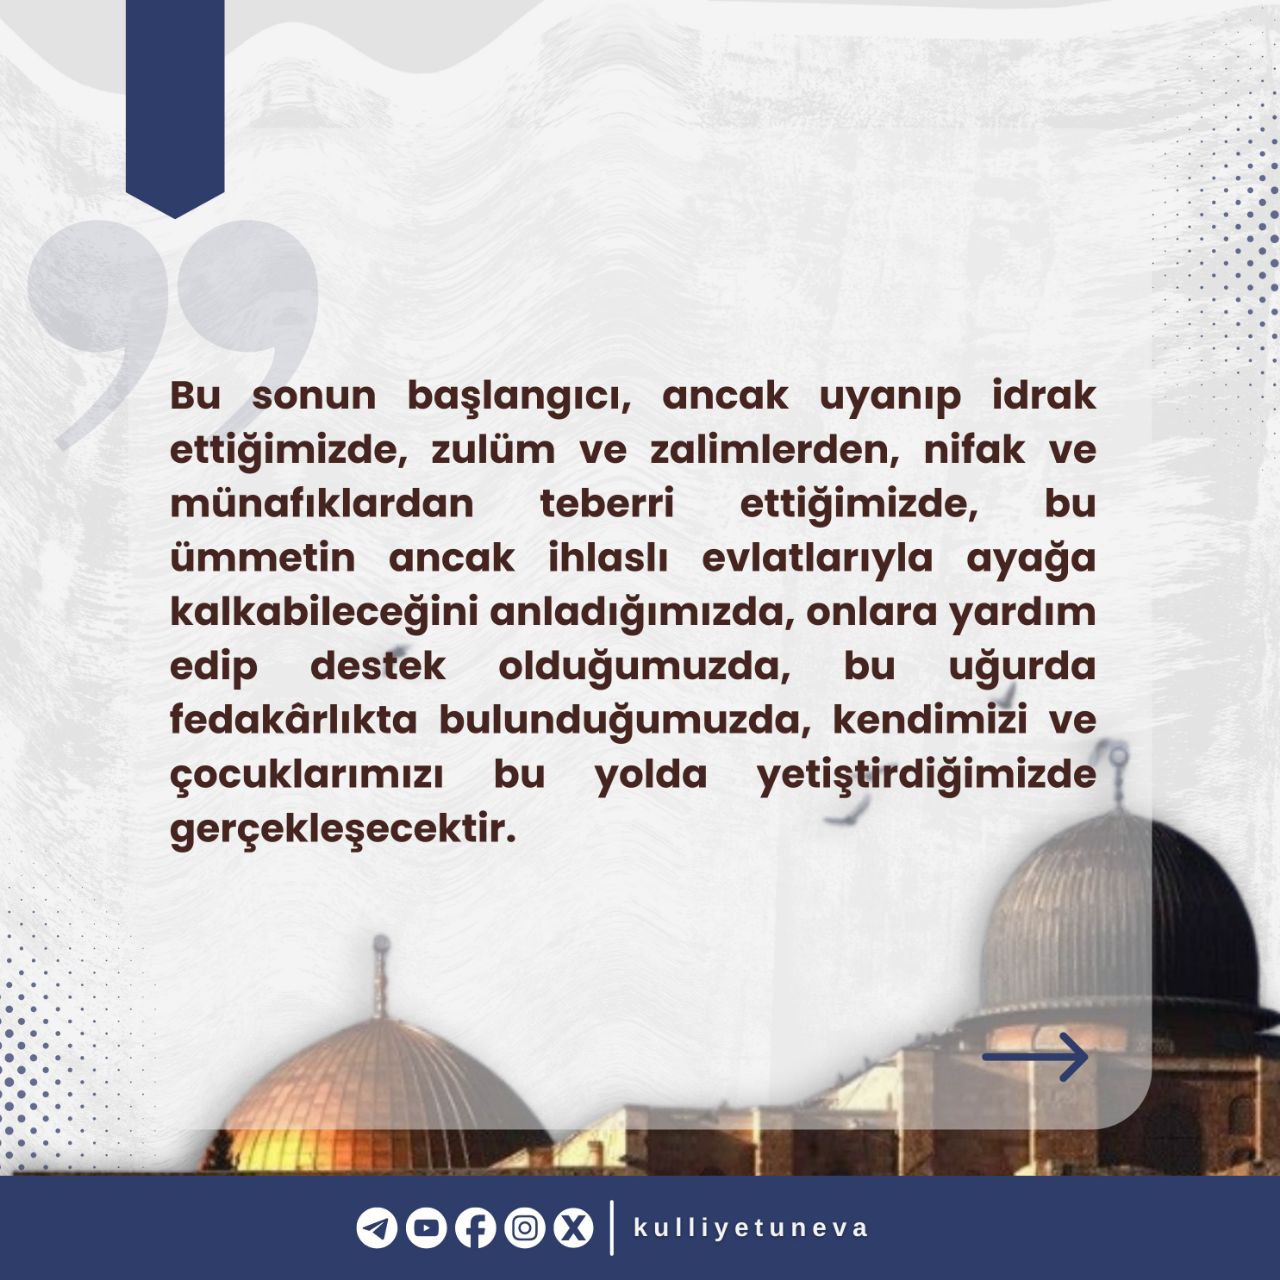 Bu sonun başlangıcı, ancak uyanıp idrak
ettiğimizde, zulüm ve zalimlerden, nifak ve
münafıklardan teberri ettiğimizde, bu
ümmetin ancak ihlaslı evlatlarıyla ayağa
kalkabileceğini anladığımızda, onlara yardım
edip destek olduğumuzda, bu uğurda
fedakârlıkta bulunduğumuzda, kendimizi ve
çocuklarımızı bu yolda yetiştirdiğimizde
gerçekleşecektir.
kulliyetuneva